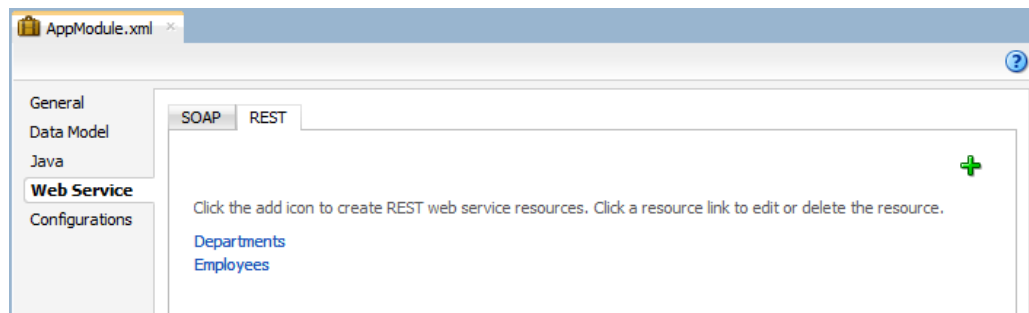 AppModule.xml
General
Data Model
Java
Web Service
Configurations
SOAP REST
Click the add icon to create REST web service resources. Click a resource link to edit or delete the resource.
Departments
Employees